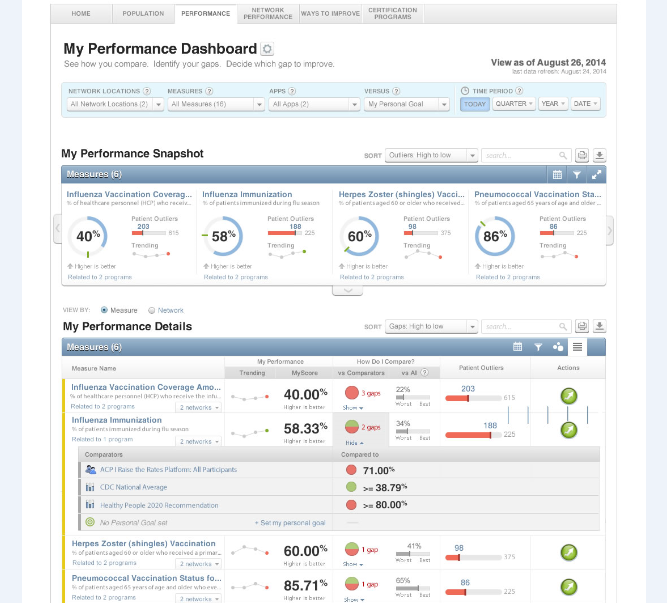 HOME
POPULATION
PERFORMANCE
NETWORK PERFORMANCE
WAYS TO IMPROVE
CERTIFICATION PROGRAMS
My Performance Dashboard
See how you compare. Identify your gaps. Decide which gap to improve.
View as of August 26, 2014
last data refresh: August 24, 2014
NETWORK LOCATIONS ?
MEASURES ?
APPS ?
VERSUS ?
TIME PERIOD ?
All Network Locations (2)
All Measures (16)
All Apps (2)
My Personal Goal
TODAY
QUARTER
YEAR
DATE
My Performance Snapshot
SORT
Outliers: High to low
search...
Measures (6)
Influenza Vaccination Coverag...
% of healthcare personnel (HCP) who receive...
Patient Outliers
203
615
40%
Trending
Higher is better
Related to 2 programs
Influenza Immunization
% of patients immunized during flu season
Patient Outliers
188
225
58%
Trending
Higher is better
Related to 2 programs
Herpes Zoster (shingles) Vacci...
% of patients aged 60 or older who received...
Patient Outliers
98
375
60%
Trending
Higher is better
Related to 2 programs
Pneumococcal Vaccination Sta...
% of patients aged 65 years of age and older...
Patient Outliers
86
225
86%
Trending
Higher is better
Related to 2 programs
VIEW BY:
Measure
Network
My Performance Details
SORT
Gaps: High to low
search...
Measures (6)
Measure Name
My Performance
Trending
MyScore
How Do I Compare?
vs Comparators
vs All ?
Patient Outliers
Actions
Influenza Vaccination Coverage Amo...
% of healthcare personnel (HCP) who receive the influ...
Related to 2 programs
2 networks
40.00%
Higher is better
3 gaps
Show
22%
Worst Best
203
615
Influenza Immunization
% of patients immunized during flu season
Related to 1 program
2 networks
58.33%
Higher is better
2 gaps
Hide
34%
Worst Best
188
225
Comparators
Compared to
ACP I Raise the Rates Platform: All Participants
71.00%
CDC National Average
>= 38.79%
Healthy People 2020 Recommendation
>= 80.00%
No Personal Goal set
+ Set my personal goal
Herpes Zoster (shingles) Vaccination
% of patients aged 60 or older who received a primar...
Related to 2 programs
2 networks
60.00%
Higher is better
1 gap
Show
41%
Worst Best
98
375
Pneumococcal Vaccination Status fo...
% of patients aged 65 years of age and older who eve...
Related to 2 programs
2 networks
85.71%
Higher is better
1 gap
Show
65%
Worst Best
86
225